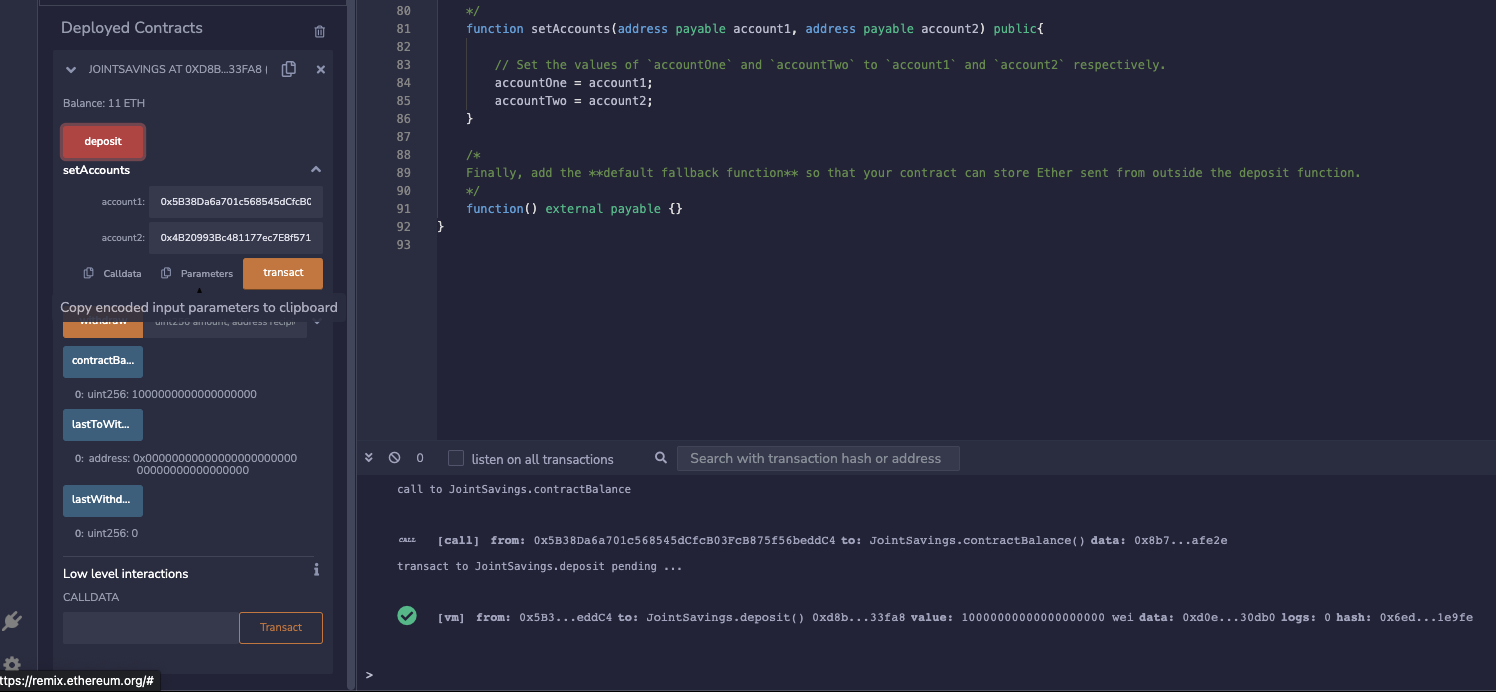 Deployed Contracts
JOINTSAVINGS AT 0XD8B...33FA8 (
Balance: 11 ETH
deposit
setAccounts
account1: 0x5B38Da6a701c568545dCfcB0
account2: 0x4B20993Bc481177ec7E8f571
Calldata Parameters transact
Copy encoded input parameters to clipboard
withdraw uint256 amount, address recipi
contractBa...
0: uint256: 1000000000000000000
lastToWit...
0: address: 0x00000000000000000000000
00000000000000000
lastWithd...
0: uint256: 0
Low level interactions
CALLDATA
Transact
ttps://remix.ethereum.org/#
80 */
81 function setAccounts(address payable account1, address payable account2) public{
82
83 // Set the values of `accountOne` and `accountTwo` to `account1` and `account2` respectively.
84 accountOne = account1;
85 accountTwo = account2;
86 }
87
88 /*
89 Finally, add the **default fallback function** so that your contract can store Ether sent from outside the deposit function.
90 */
91 function() external payable {}
92 }
93
0 listen on all transactions Search with transaction hash or address
call to JointSavings.contractBalance
CALL [call] from: 0x5B38Da6a701c568545dCfcB03FcB875f56beddC4 to: JointSavings.contractBalance() data: 0x8b7...afe2e
transact to JointSavings.deposit pending ...
[vm] from: 0x5B3...eddC4 to: JointSavings.deposit() 0xd8b...33fa8 value: 10000000000000000000 wei data: 0xd0e...30db0 logs: 0 hash: 0x6ed...1e9fe
>